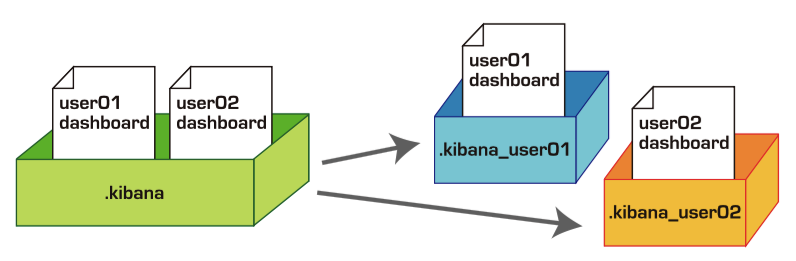 user01
dashboard
user02
dashboard
.kibana
user01
dashboard
.kibana_user01
user02
dashboard
.kibana_user02